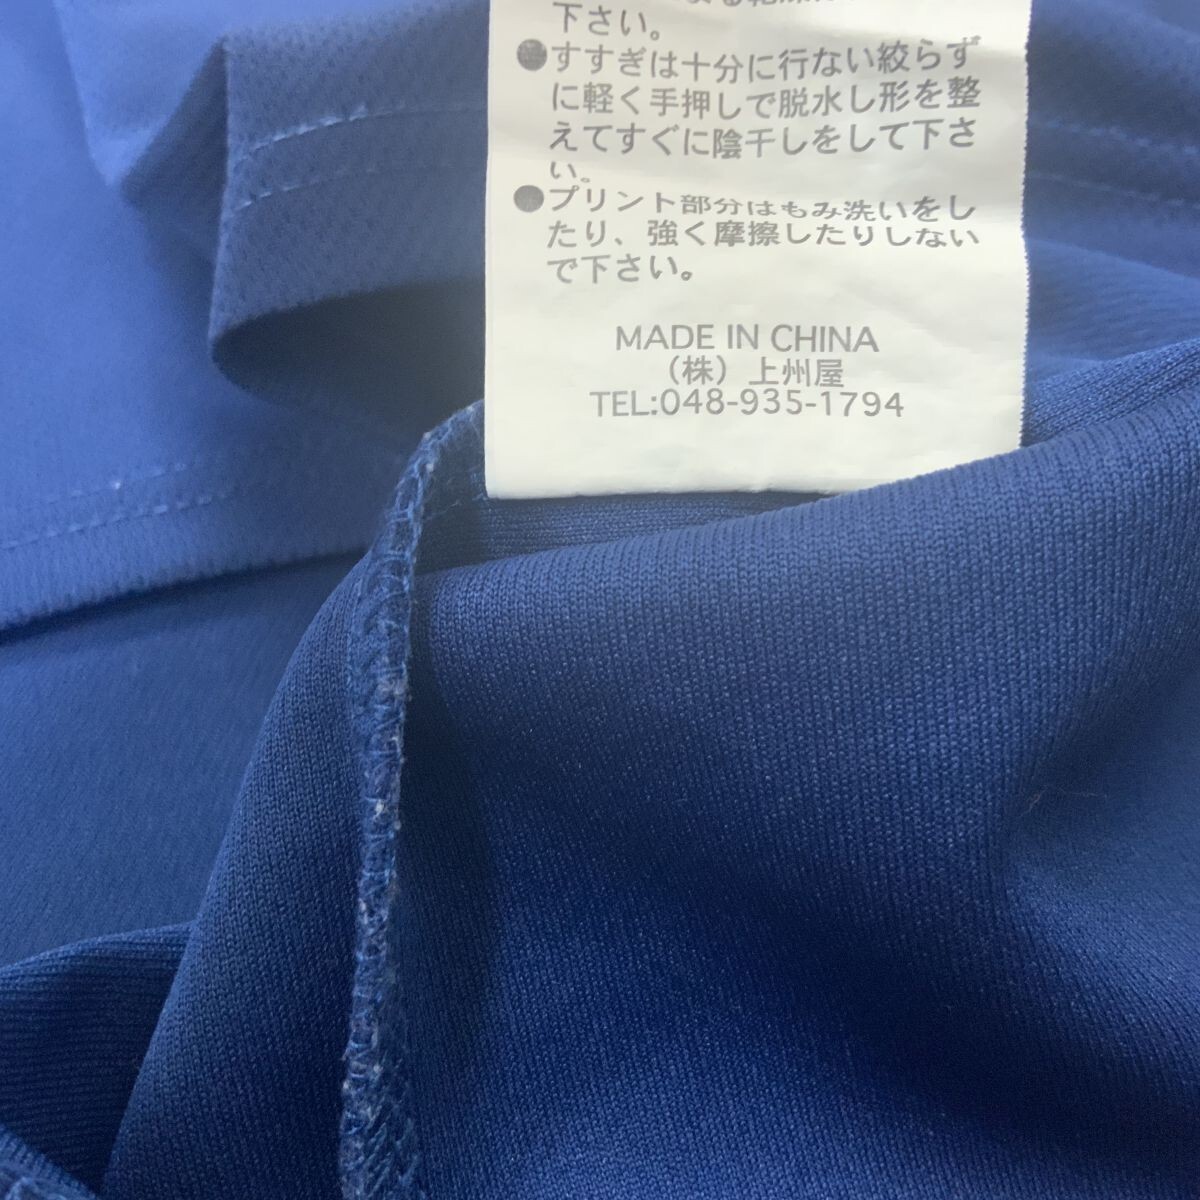 下さい。
●すすぎは十分に行ない絞らず
に軽く手押しで脱水し形を整
えてすぐに陰干しをして下さ
い。
●プリント部分はもみ洗いをし
たり、強く摩擦したりしない
で下さい。
MADE IN CHINA
（株）上州屋
TEL:048-935-1794